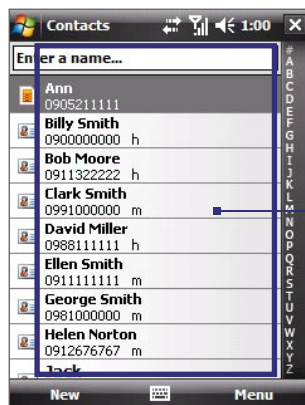 Contacts 1:00
Enter a name...
Ann
0905211111
Billy Smith
0900000000 h
Bob Moore
0911322222 h
Clark Smith
0991000000 m
David Miller
0988111111 h
Ellen Smith
0911111111 m
George Smith
0981000000 m
Helen Norton
0912676767 m
Jack
#
A
B
C
D
E
F
G
H
I
J
K
L
M
N
O
P
Q
R
S
T
U
V
W
X
Y
Z
New Menu